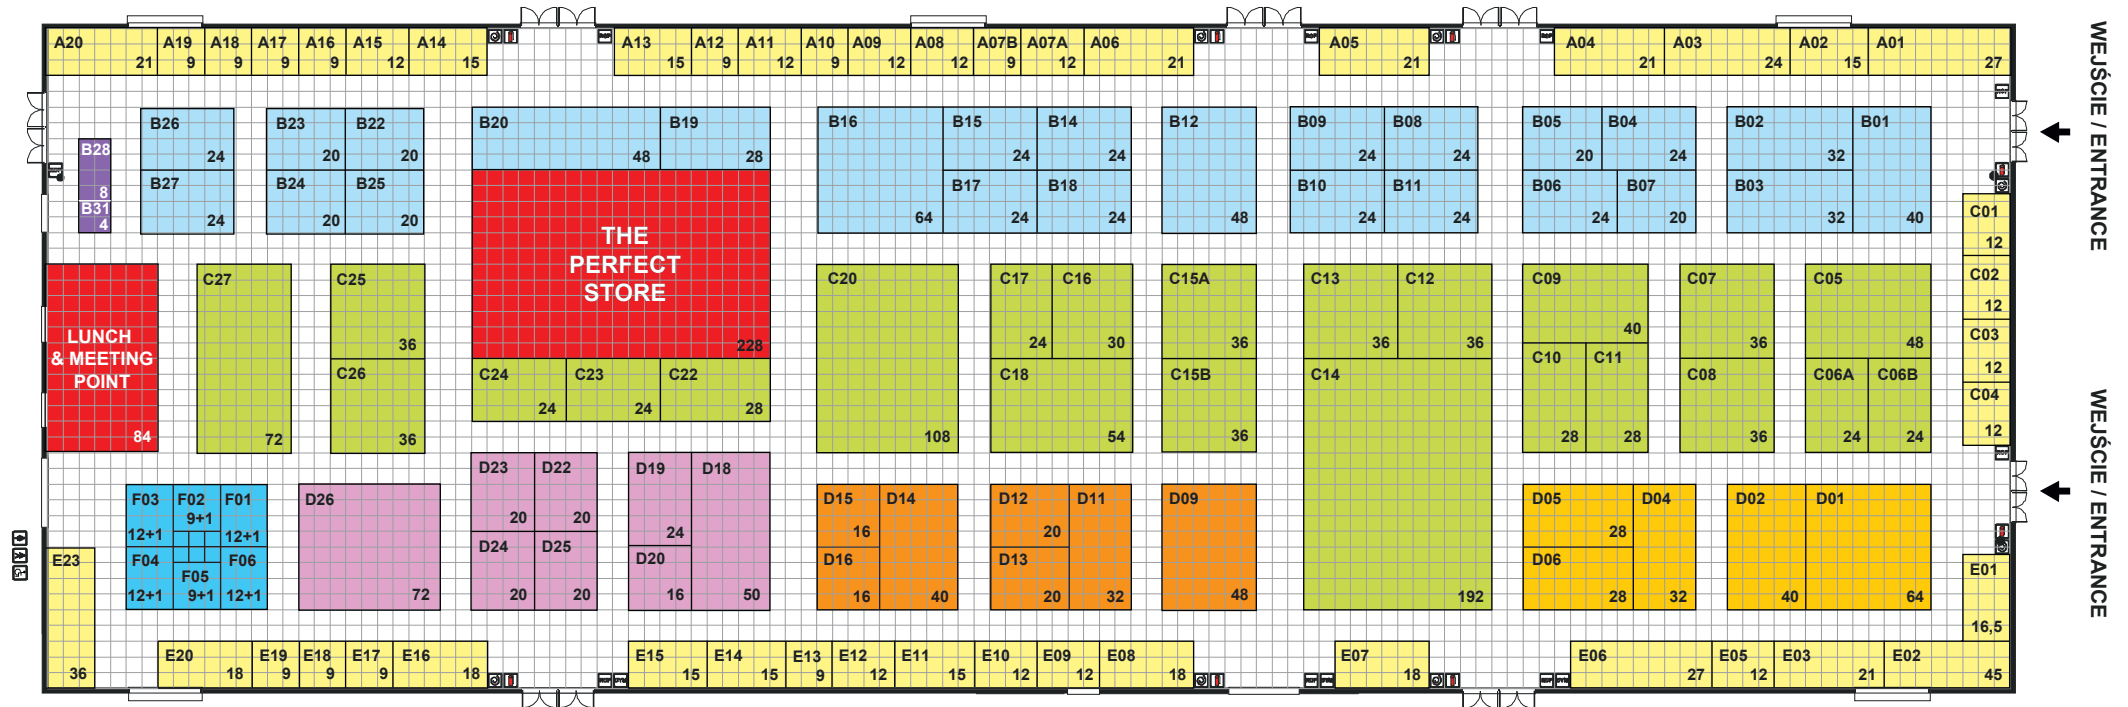 A20 A19 A18 A17 A16 A15 A14 A13 A12 A11 A10 A09 A08 A07B A07A A06 A05 A04 A03 A02 A01
21 9 9 9 9 12 15 15 9 12 9 12 12 9 12 21 21 21 24 15 27
B26 B23 B22 B20 B19 B16 B15 B14 B12 B09 B08 B05 B04 B02 B01
B28 24 20 20 48 28 24 24 24 24 20 24 32
B27 B24 B25 B17 B18 B10 B11 B06 B07 B03
8
B31
4 24 20 20 64 24 24 48 24 24 24 20 32 40
C01
12
THE
PERFECT
STORE
228
C27 C25 C20 C17 C16 C15A C13 C12 C09 C07 C05 C02
12
LUNCH
& MEETING
POINT
84
36 24 30 36 36 36 40 36 48
C03
12
C26 C24 C23 C22 C18 C15B C14 C10 C11 C08 C06A C06B C04
24 24 28
72 36 108 54 36 28 28 36 24 24 12
D23 D22 D19 D18
20 20 24
F03 F02 F01 D26 D15 D14 D12 D11 D09 D05 D04 D02 D01
9+1
12+1 12+1 16 20 28
D24 D25 D20
E23 F04 F05 F06 D16 D13 D06 E01
12+1 9+1 12+1 72 20 20 16 50 16 40 20 32 48 192 28 32 40 64
16,5
E20 E19 E18 E17 E16 E15 E14 E13 E12 E11 E10 E09 E08 E07 E06 E05 E03 E02
36 18 9 9 9 18 15 15 9 12 15 12 12 18 18 27 12 21 45
WEJŚCIE / ENTRANCE
WEJŚCIE / ENTRANCE